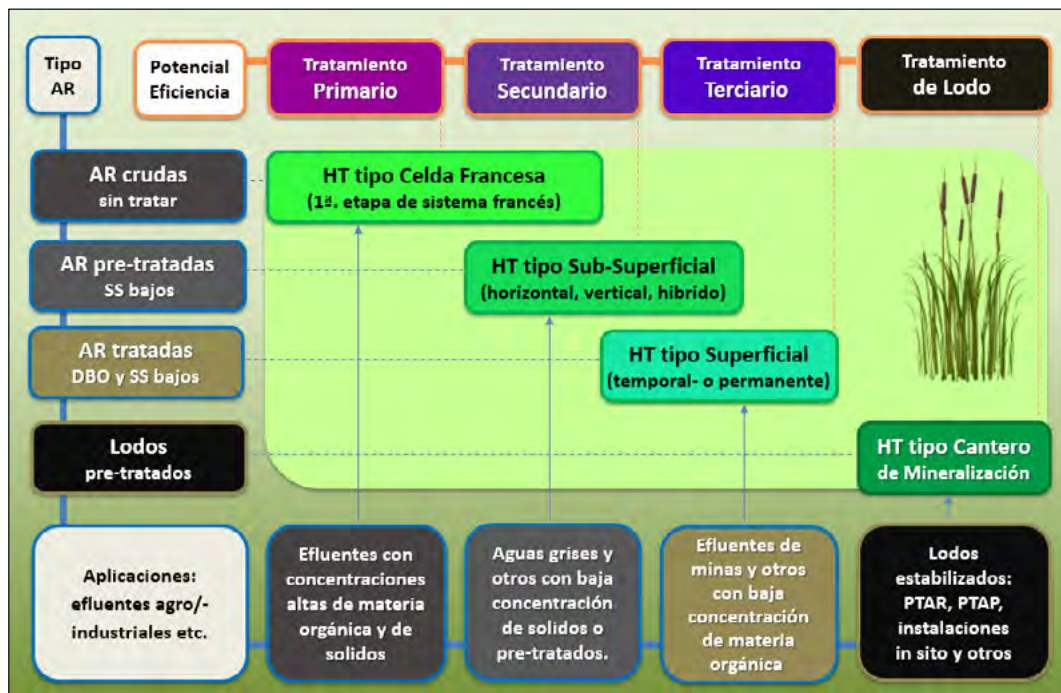 Tipo
AR
Potencial
Eficiencia
Tratamiento
Primario
Tratamiento
Secundario
Tratamiento
Terciario
Tratamiento
de Lodo
AR crudas
sin tratar
HT tipo Celda Francesa
(1ª. etapa de sistema francés)
AR pre-tratadas
SS bajos
HT tipo Sub-Superficial
(horizontal, vertical, hibrido)
AR tratadas
DBO y SS bajos
HT tipo Superficial
(temporal- o permanente)
Lodos
pre-tratados
HT tipo Cantero
de Mineralización
Aplicaciones:
efluentes agro/-
industriales etc.
Efluentes con
concentraciones
altas de materia
orgánica y de
solidos
Aguas grises y
otros con baja
concentración
de solidos o
pre-tratados.
Efluentes de
minas y otros
con baja
concentración
de materia
orgánica
Lodos
estabilizados:
PTAR, PTAP,
instalaciones
in sito y otros